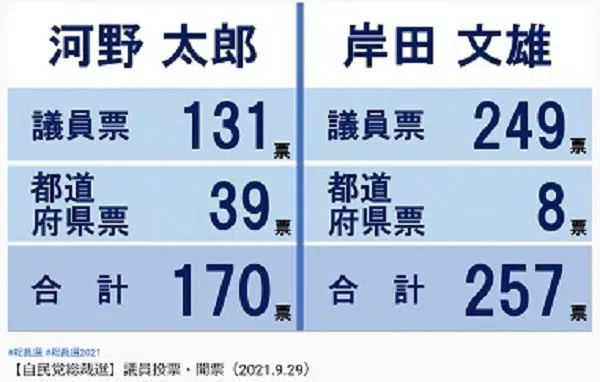 河野 太郎
岸田 文雄
議員票 131票
議員票 249票
都道
府県票 39票
都道
府県票 8票
合計 170票
合計 257票
#総裁選 #総裁選2021
【自民党総裁選】議員投票・開票（2021.9.29）